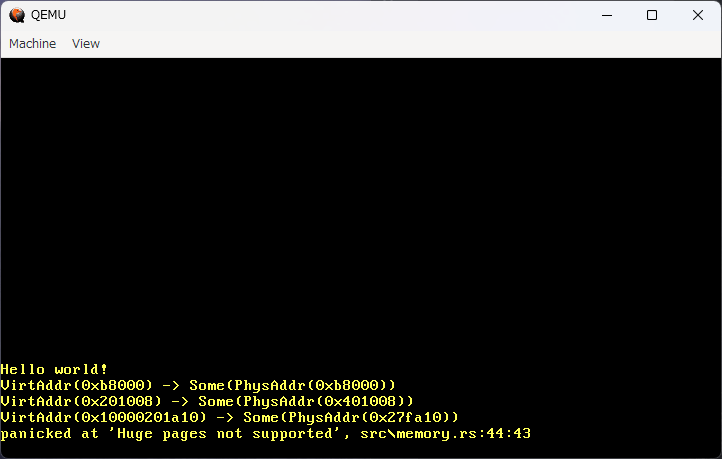 QEMU
Machine View
Hello world!
VirtAddr(0xb8000) -> Some(PhysAddr(0xb8000))
VirtAddr(0x201008) -> Some(PhysAddr(0x401008))
VirtAddr(0x10000201a10) -> Some(PhysAddr(0x27fa10))
panicked at 'Huge pages not supported', src\memory.rs:44:43